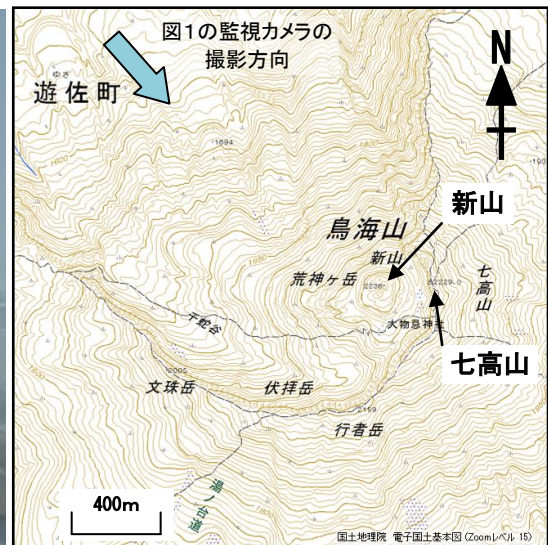 図1の監視カメラの
撮影方向
N
ゆざ
遊佐町
1694
新山
鳥海山
新山
荒神ヶ岳
2236
2229.0
七高山
大物忌神社
千蛇谷
七高山
2005
文珠岳
伏拝岳
2159
行者岳
湯ノ台道
400m
国土地理院 電子国土基本図(Zoomレベル 15)